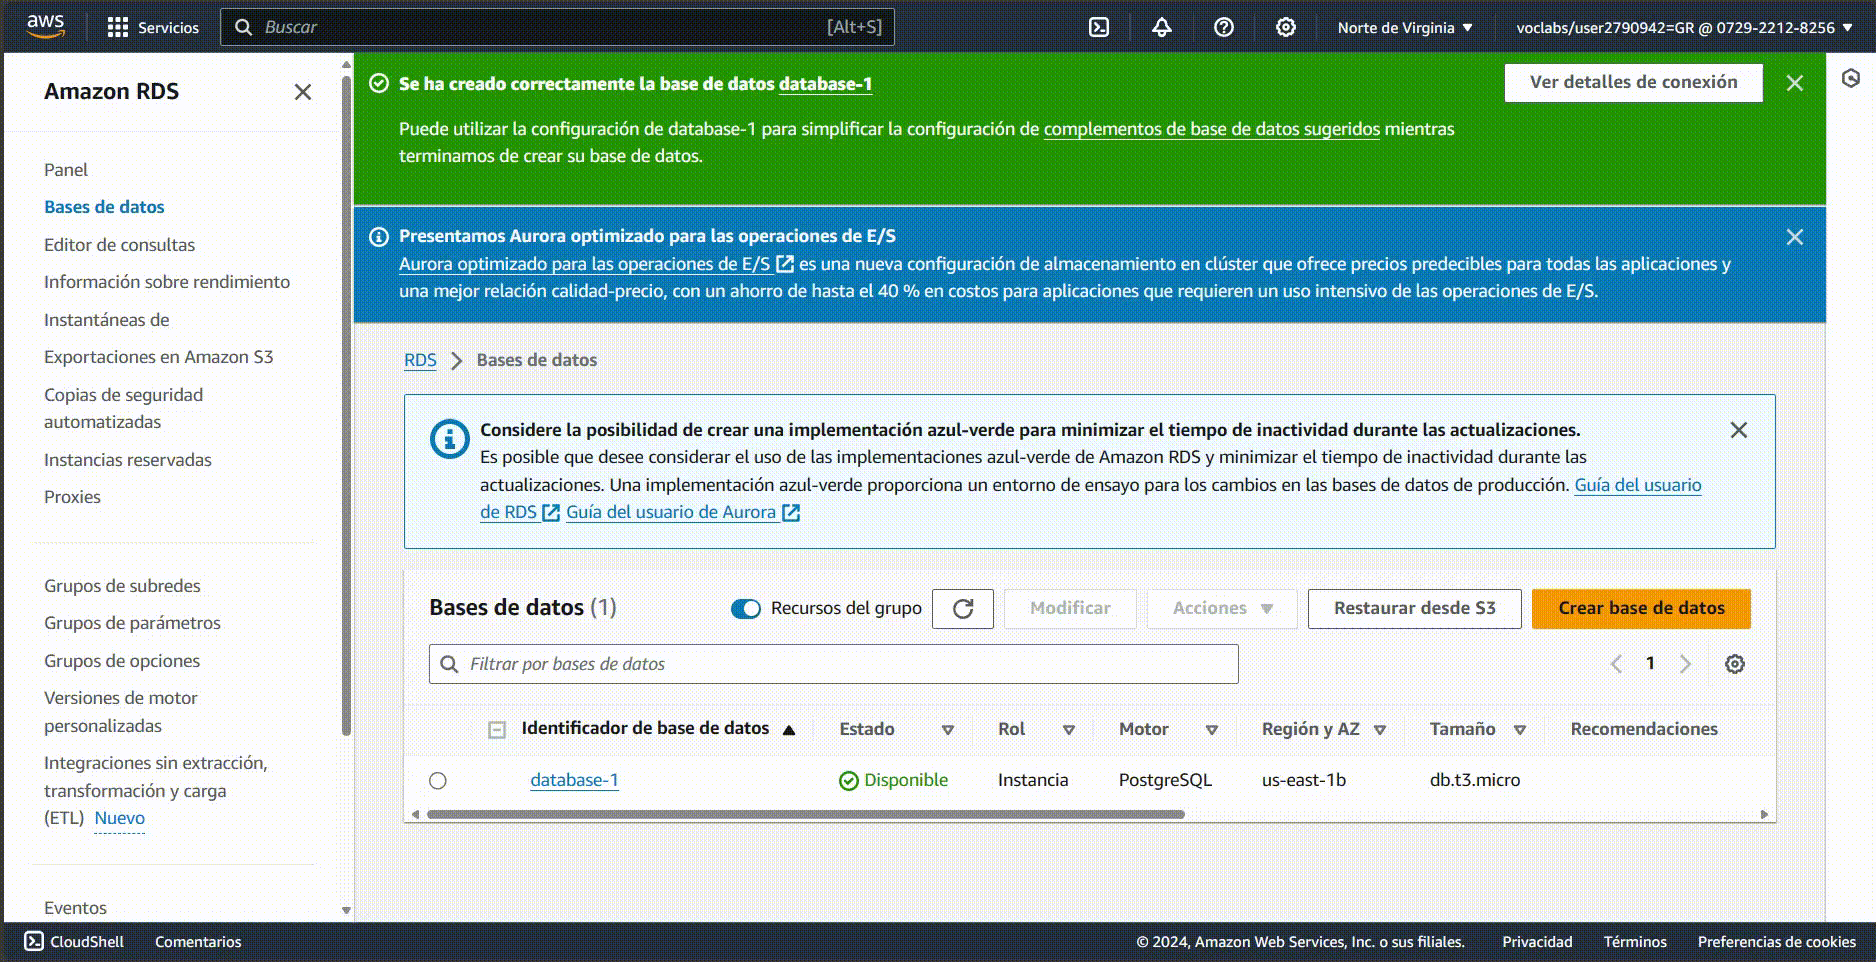 aws
Servicios
Buscar
[Alt+S]
Norte de Virginia
voclabs/user2790942=GR @ 0729-2212-8256
Amazon RDS
Panel
Bases de datos
Editor de consultas
Información sobre rendimiento
Instantáneas de
Exportaciones en Amazon S3
Copias de seguridad
automatizadas
Instancias reservadas
Proxies
Grupos de subredes
Grupos de parámetros
Grupos de opciones
Versiones de motor
personalizadas
Integraciones sin extracción,
transformación y carga
(ETL) Nuevo
Eventos
Se ha creado correctamente la base de datos database-1
Ver detalles de conexión
Puede utilizar la configuración de database-1 para simplificar la configuración de complementos de base de datos sugeridos mientras
terminamos de crear su base de datos.
Presentamos Aurora optimizado para las operaciones de E/S
Aurora optimizado para las operaciones de E/S es una nueva configuración de almacenamiento en clúster que ofrece precios predecibles para todas las aplicaciones y
una mejor relación calidad-precio, con un ahorro de hasta el 40 % en costos para aplicaciones que requieren un uso intensivo de las operaciones de E/S.
RDS > Bases de datos
Considere la posibilidad de crear una implementación azul-verde para minimizar el tiempo de inactividad durante las actualizaciones.
Es posible que desee considerar el uso de las implementaciones azul-verde de Amazon RDS y minimizar el tiempo de inactividad durante las
actualizaciones. Una implementación azul-verde proporciona un entorno de ensayo para los cambios en las bases de datos de producción. Guía del usuario
de RDS Guía del usuario de Aurora
Bases de datos (1)
Recursos del grupo
Modificar
Acciones
Restaurar desde S3
Crear base de datos
Filtrar por bases de datos
1
Identificador de base de datos Estado Rol Motor Región y AZ Tamaño Recomendaciones
database-1 Disponible Instancia PostgreSQL us-east-1b db.t3.micro
CloudShell
Comentarios
© 2024, Amazon Web Services, Inc. o sus filiales.
Privacidad
Términos
Preferencias de cookies